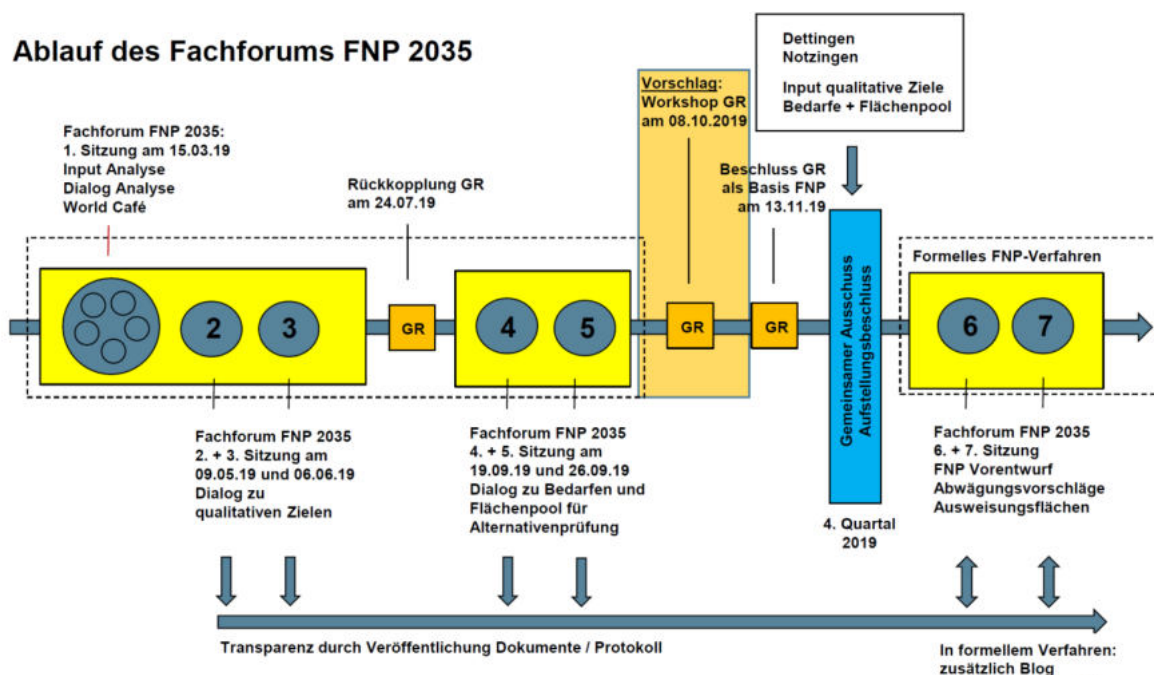 Ablauf des Fachforums FNP 2035
Dettingen
Notzingen
Input qualitative Ziele
Bedarfe + Flächenpool
Vorschlag:
Workshop GR
am 08.10.2019
Fachforum FNP 2035:
1. Sitzung am 15.03.19
Input Analyse
Dialog Analyse
World Café
Rückkopplung GR
am 24.07.19
Beschluss GR
als Basis FNP
am 13.11.19
Formelles FNP-Verfahren
2
3
GR
4
5
GR
GR
Gemeinsamer Ausschuss
Aufstellungsbeschluss
6
7
Fachforum FNP 2035
2. + 3. Sitzung am
09.05.19 und 06.06.19
Dialog zu
qualitativen Zielen
Fachforum FNP 2035
4. + 5. Sitzung am
19.09.19 und 26.09.19
Dialog zu Bedarfen und
Flächenpool für
Alternativenprüfung
4. Quartal
2019
Fachforum FNP 2035
6. + 7. Sitzung
FNP Vorentwurf
Abwägungsvorschläge
Ausweisungsflächen
Transparenz durch Veröffentlichung Dokumente / Protokoll
In formellem Verfahren:
zusätzlich Blog